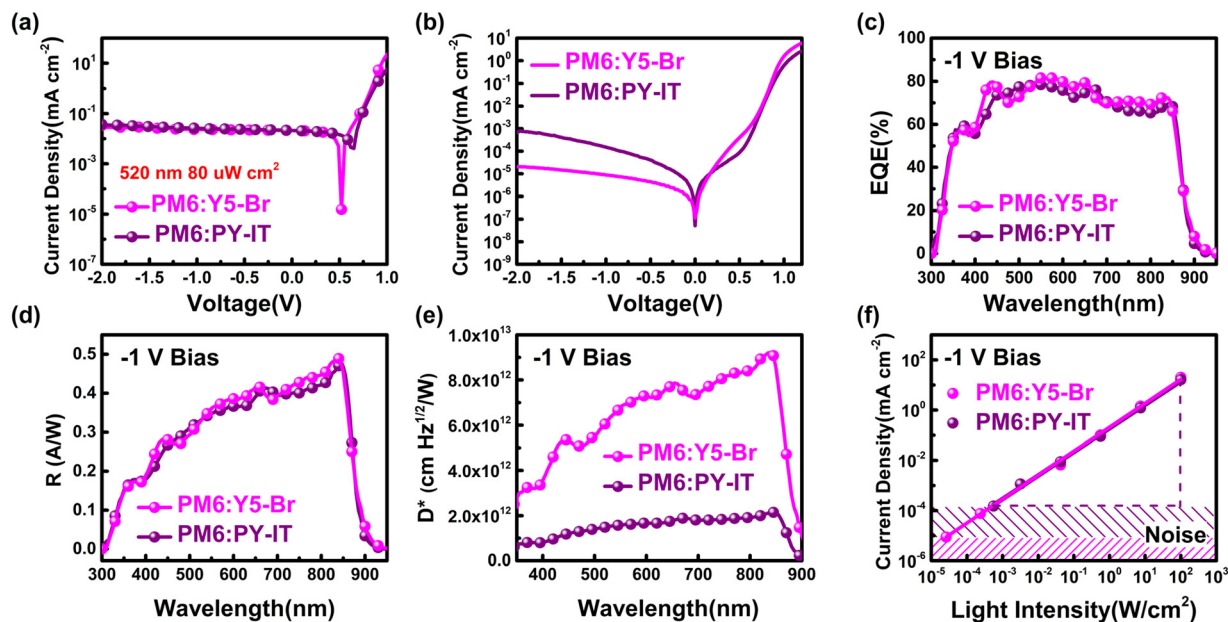 (a)
Current Density(mA cm⁻²)
10¹
10⁻¹
10⁻³
10⁻⁵
10⁻⁷
520 nm 80 uW cm²
PM6:Y5-Br
PM6:PY-IT
-2.0 -1.5 -1.0 -0.5 0.0 0.5 1.0
Voltage(V)
(b)
Current Density(mA cm⁻²)
10¹
10⁰
10⁻¹
10⁻²
10⁻³
10⁻⁴
10⁻⁵
10⁻⁶
10⁻⁷
10⁻⁸
10⁻⁹
PM6:Y5-Br
PM6:PY-IT
-2.0 -1.5 -1.0 -0.5 0.0 0.5 1.0
Voltage(V)
(c)
EQE(%)
100
80
60
40
20
0
-1 V Bias
PM6:Y5-Br
PM6:PY-IT
300 400 500 600 700 800 900
Wavelength(nm)
(d)
R (A/W)
0.5
0.4
0.3
0.2
0.1
0.0
-1 V Bias
PM6:Y5-Br
PM6:PY-IT
300 400 500 600 700 800 900
Wavelength(nm)
(e)
D* (cm Hz¹/²/W)
1.0x10¹³
8.0x10¹²
6.0x10¹²
4.0x10¹²
2.0x10¹²
0.0
-1 V Bias
PM6:Y5-Br
PM6:PY-IT
400 500 600 700 800 900
Wavelength(nm)
(f)
Current Density(mA cm⁻²)
10²
10⁰
10⁻²
10⁻⁴
10⁻⁶
-1 V Bias
PM6:Y5-Br
PM6:PY-IT
Noise
10⁻⁵ 10⁻⁴ 10⁻³ 10⁻² 10⁻¹ 10⁰ 10¹ 10² 10³
Light Intensity(W/cm²)